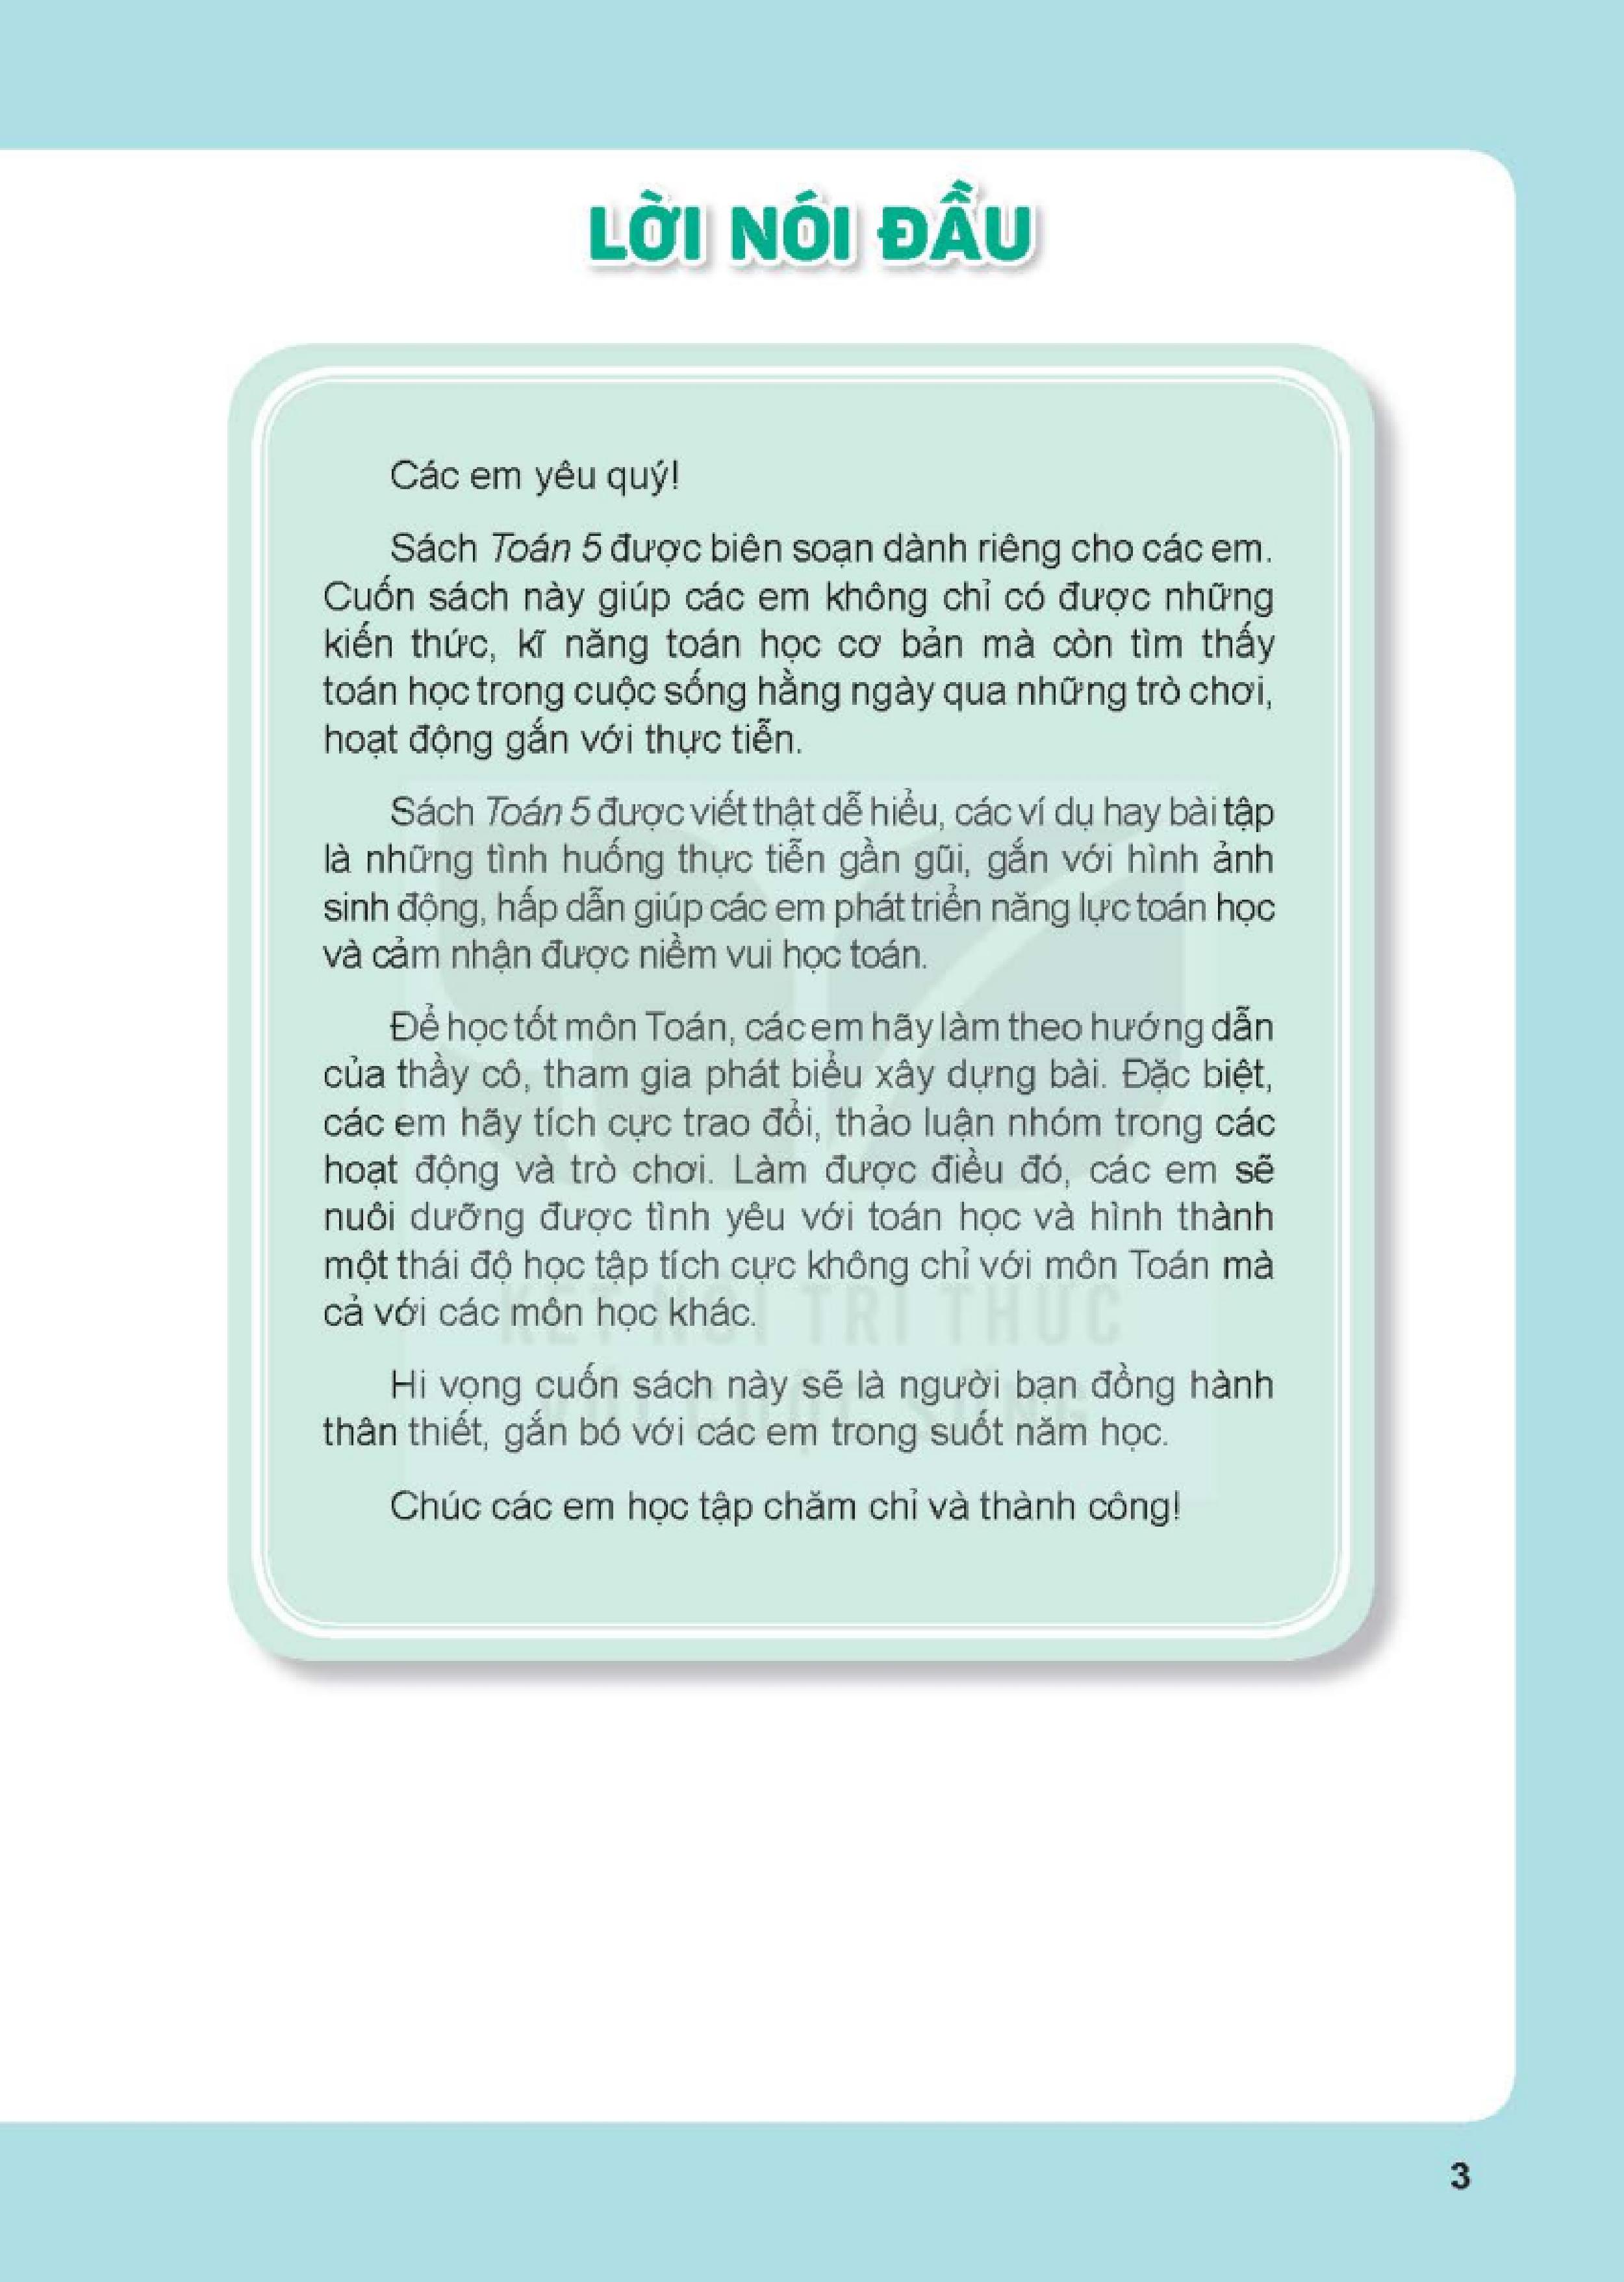 LỜI NÓI ĐẦU
Các em yêu quý!
Sách Toán 5 được biên soạn dành riêng cho các em.
Cuốn sách này giúp các em không chỉ có được những
kiến thức, kĩ năng toán học cơ bản mà còn tìm thấy
toán học trong cuộc sống hằng ngày qua những trò chơi,
hoạt động gắn với thực tiễn.
Sách Toán 5 được viết thật dễ hiểu, các ví dụ hay bài tập
là những tình huống thực tiễn gần gũi, gắn với hình ảnh
sinh động, hấp dẫn giúp các em phát triển năng lực toán học
và cảm nhận được niềm vui học toán.
Để học tốt môn Toán, các em hãy làm theo hướng dẫn
của thầy cô, tham gia phát biểu xây dựng bài. Đặc biệt,
các em hãy tích cực trao đổi, thảo luận nhóm trong các
hoạt động và trò chơi. Làm được điều đó, các em sẽ
nuôi dưỡng được tình yêu với toán học và hình thành
một thái độ học tập tích cực không chỉ với môn Toán mà
cả với các môn học khác.
KẾT NỐI TRI THỨC
Hi vọng cuốn sách này sẽ là người bạn đồng hành
VỚI CUỘC SỐNG
thân thiết, gắn bó với các em trong suốt năm học.
Chúc các em học tập chăm chỉ và thành công!
3